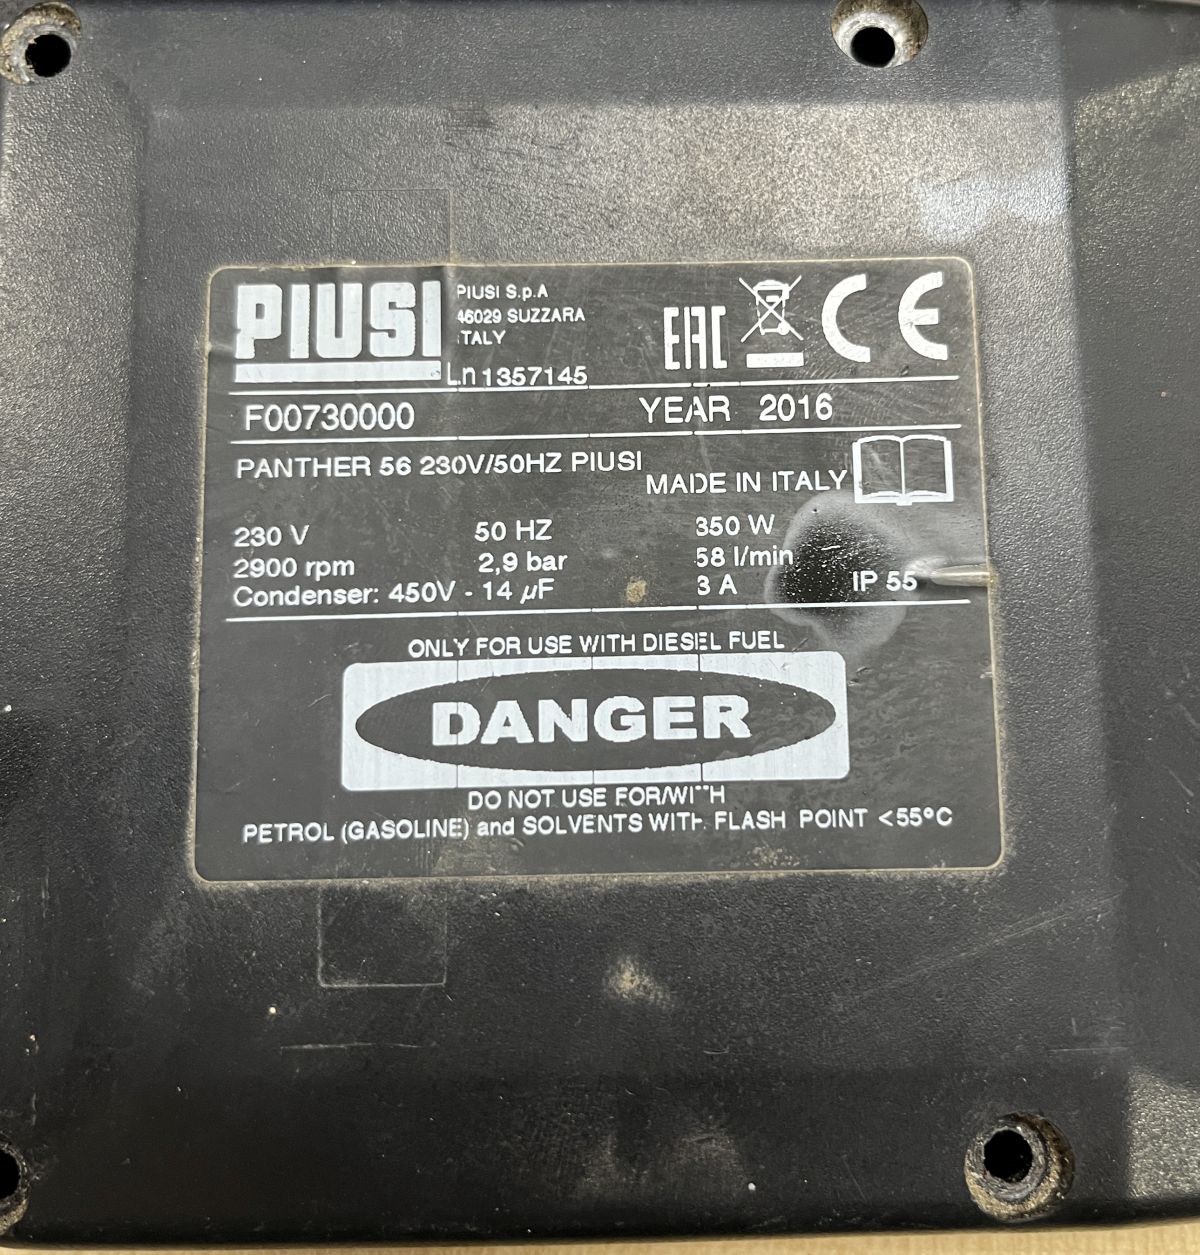 PIUSI
PIUSI S.p.A
46029 SUZZARA
ITALY
Ln 1357145
EAC
CE
F00730000 YEAR 2016
PANTHER 56 230V/50HZ PIUSI
MADE IN ITALY
230 V 50 HZ 350 W
2900 rpm 2,9 bar 58 l/min
Condenser: 450V - 14 µF 3 A IP 55
ONLY FOR USE WITH DIESEL FUEL
DANGER
DO NOT USE FOR/WITH
PETROL (GASOLINE) and SOLVENTS WITH FLASH POINT <55°C